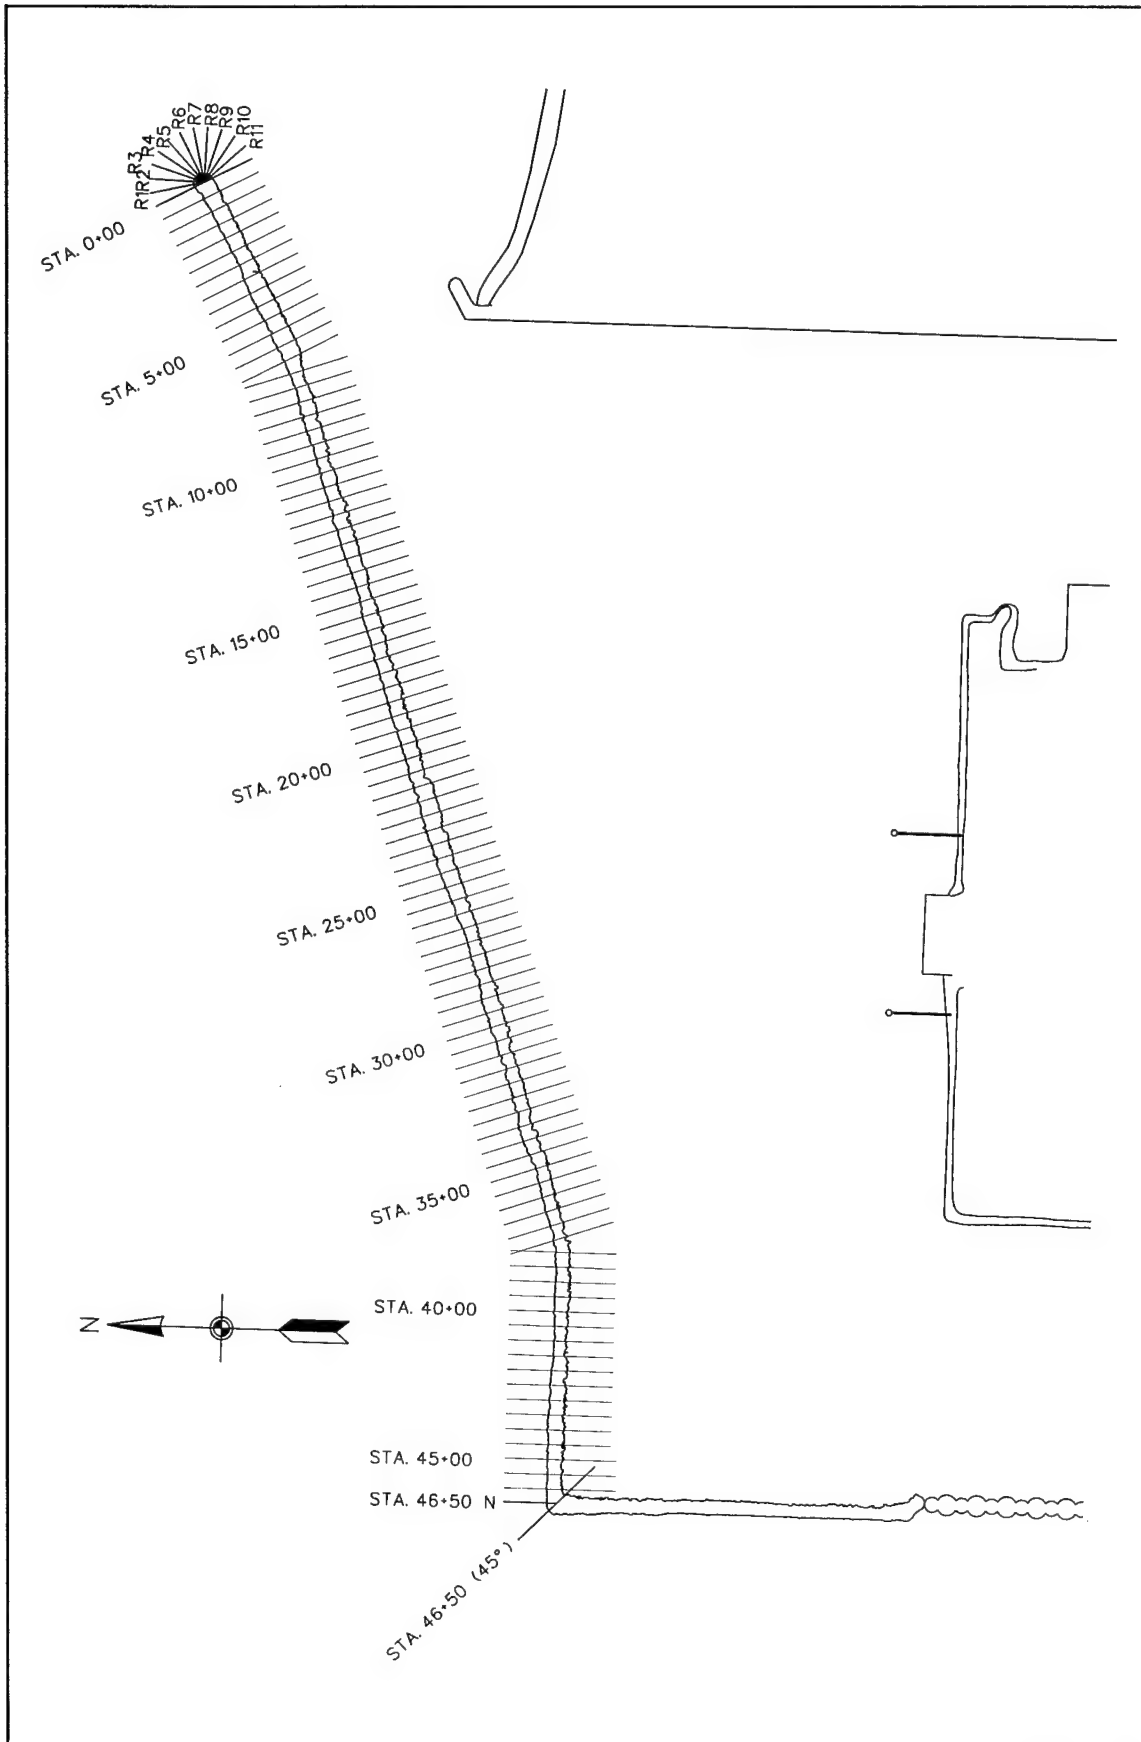 R1
R2
R3
R4
R5
R6
R7
R8
R9
R10
R11
STA. 0+00
STA. 5+00
STA. 10+00
STA. 15+00
STA. 20+00
STA. 25+00
STA. 30+00
STA. 35+00
N
STA. 40+00
STA. 45+00
STA. 46+50 N
STA. 46+50 (45°)